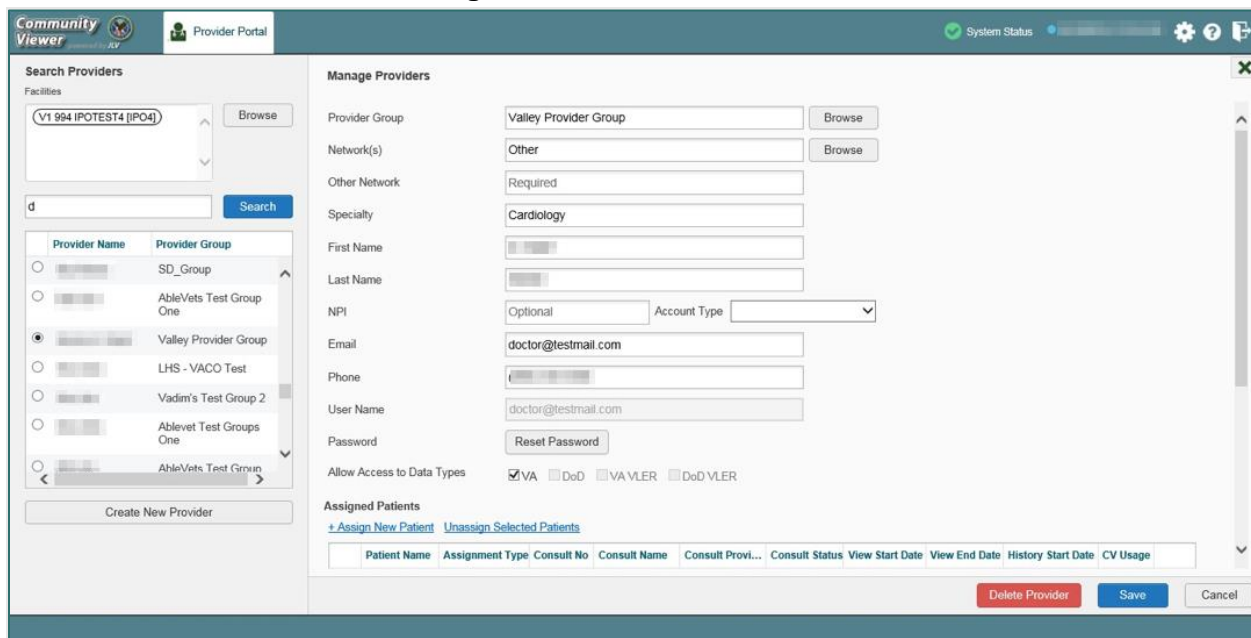 Community Viewer powered by JLV
Provider Portal
System Status
Search Providers
Facilities
V1 994 IPOTEST4 [IPO4]
Browse
d
Search
Provider Name Provider Group
SD_Group
AbleVets Test Group
One
Valley Provider Group
LHS - VACO Test
Vadim's Test Group 2
Ablevet Test Groups
One
AbleVets Test Group
Create New Provider
Manage Providers
Provider Group Valley Provider Group Browse
Network(s) Other Browse
Other Network Required
Specialty Cardiology
First Name
Last Name
NPI Optional Account Type
Email doctor@testmail.com
Phone
User Name doctor@testmail.com
Password Reset Password
Allow Access to Data Types VA DoD VA VLER DoD VLER
Assigned Patients
+ Assign New Patient Unassign Selected Patients
Patient Name Assignment Type Consult No Consult Name Consult Provi... Consult Status View Start Date View End Date History Start Date CV Usage
Delete Provider Save Cancel